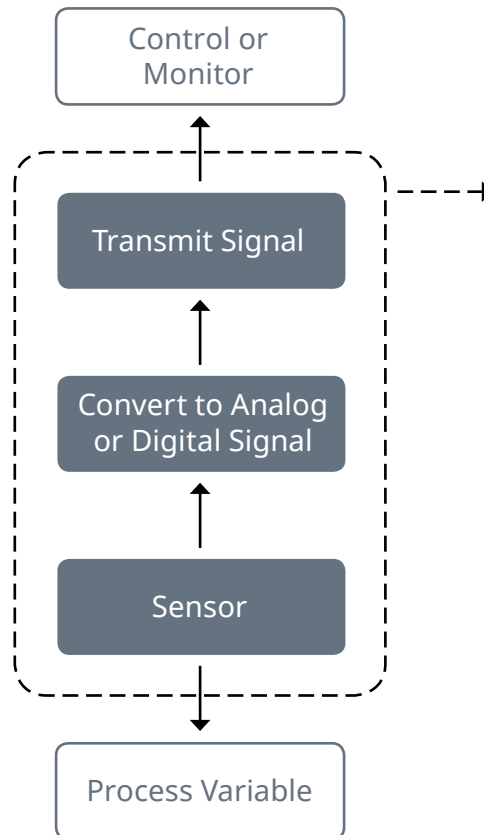 Control or
Monitor
Transmit Signal
Convert to Analog
or Digital Signal
Sensor
Process Variable